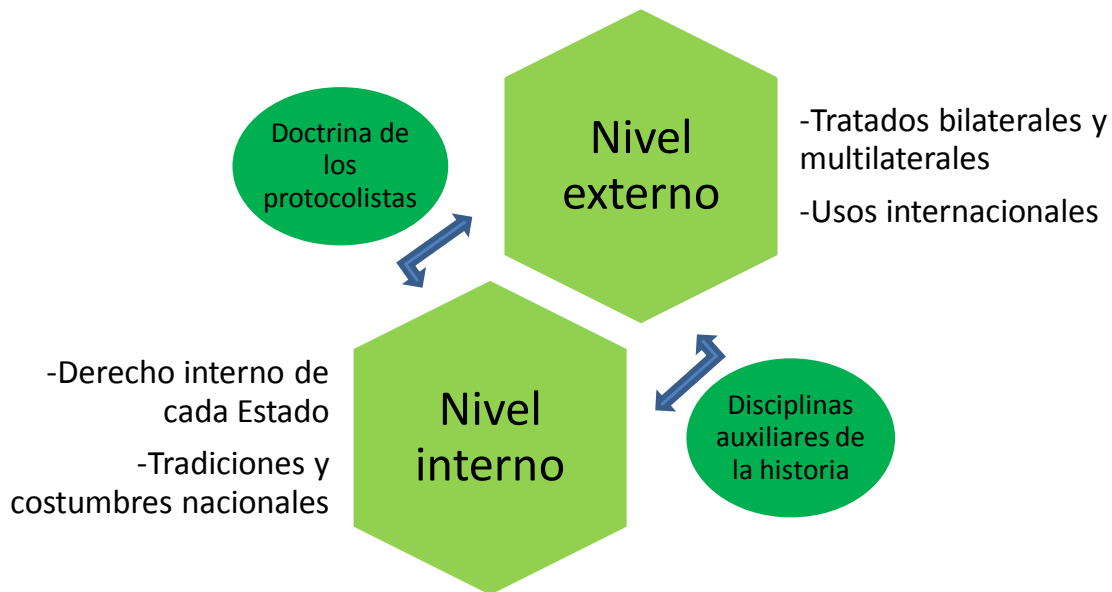 Doctrina de
los
protocolistas
Nivel
externo
-Tratados bilaterales y
multilaterales
-Usos internacionales
-Derecho interno de
cada Estado
-Tradiciones y
costumbres nacionales
Nivel
interno
Disciplinas
auxiliares de
la historia